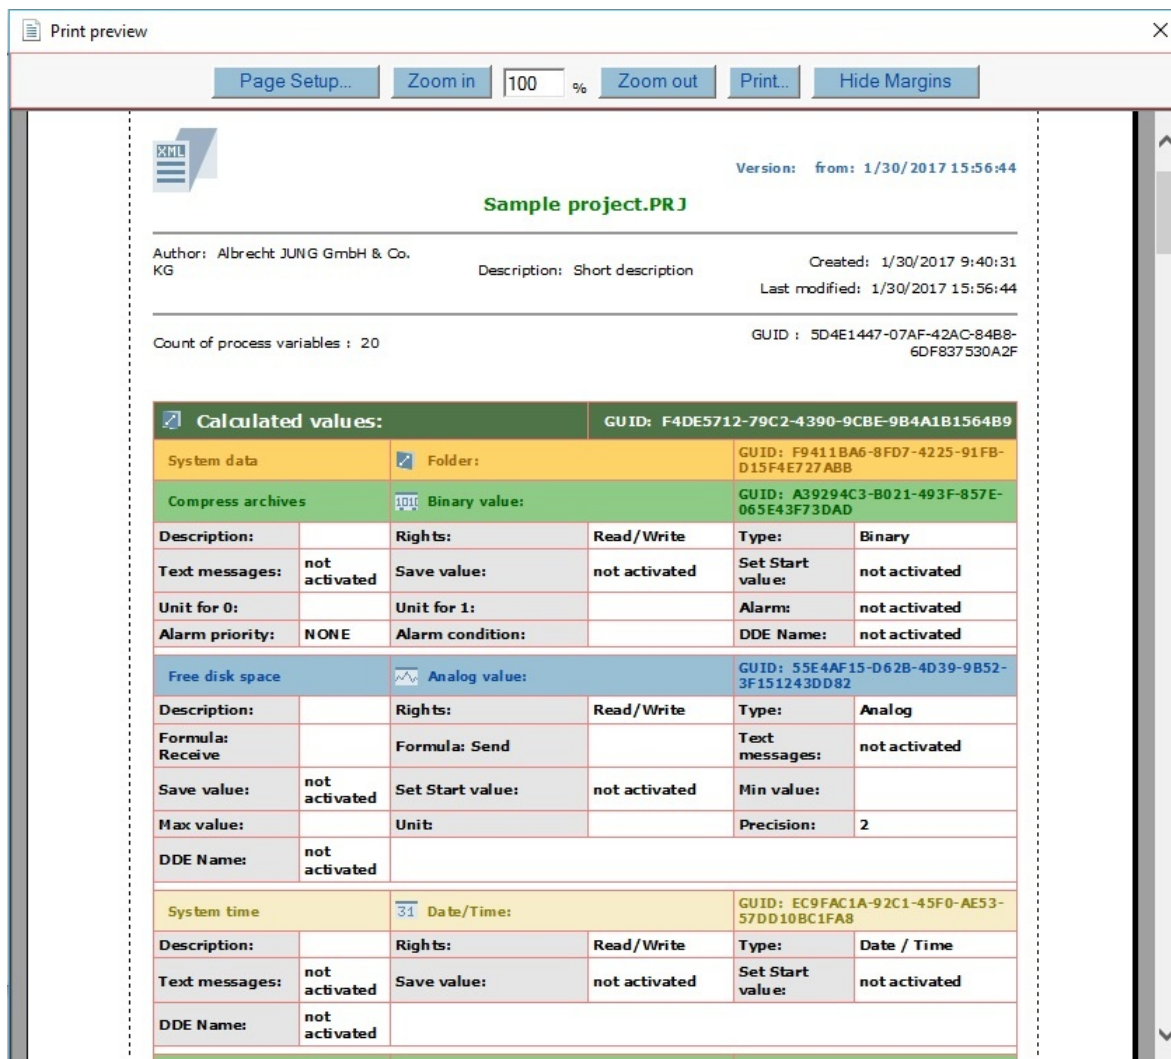 Print preview
Page Setup... Zoom in 100 % Zoom out Print... Hide Margins
XML
Version: from: 1/30/2017 15:56:44
Sample project.PRJ
Author: Albrecht JUNG GmbH & Co.
KG
Description: Short description
Created: 1/30/2017 9:40:31
Last modified: 1/30/2017 15:56:44
Count of process variables : 20
GUID : 5D4E1447-07AF-42AC-84B8-
6DF837530A2F
Calculated values: GUID: F4DE5712-79C2-4390-9CBE-9B4A1B1564B9
System data Folder: GUID: F9411BA6-8FD7-4225-91FB-
D15F4E727ABB
Compress archives 1010 Binary value: GUID: A39294C3-B021-493F-857E-
065E43F73DAD
Description: Rights: Read/Write Type: Binary
Text messages: not
activated Save value: not activated Set Start
value: not activated
Unit for 0: Unit for 1: Alarm: not activated
Alarm priority: NONE Alarm condition: DDE Name: not activated
Free disk space Analog value: GUID: 55E4AF15-D62B-4D39-9B52-
3F151243DD82
Description: Rights: Read/Write Type: Analog
Formula:
Receive Formula: Send Text
messages: not activated
Save value: not
activated Set Start value: not activated Min value:
Max value: Unit: Precision: 2
DDE Name: not
activated
System time 31 Date/Time: GUID: EC9FAC1A-92C1-45F0-AE53-
57DD10BC1FA8
Description: Rights: Read/Write Type: Date / Time
Text messages: not
activated Save value: not activated Set Start
value: not activated
DDE Name: not
activated